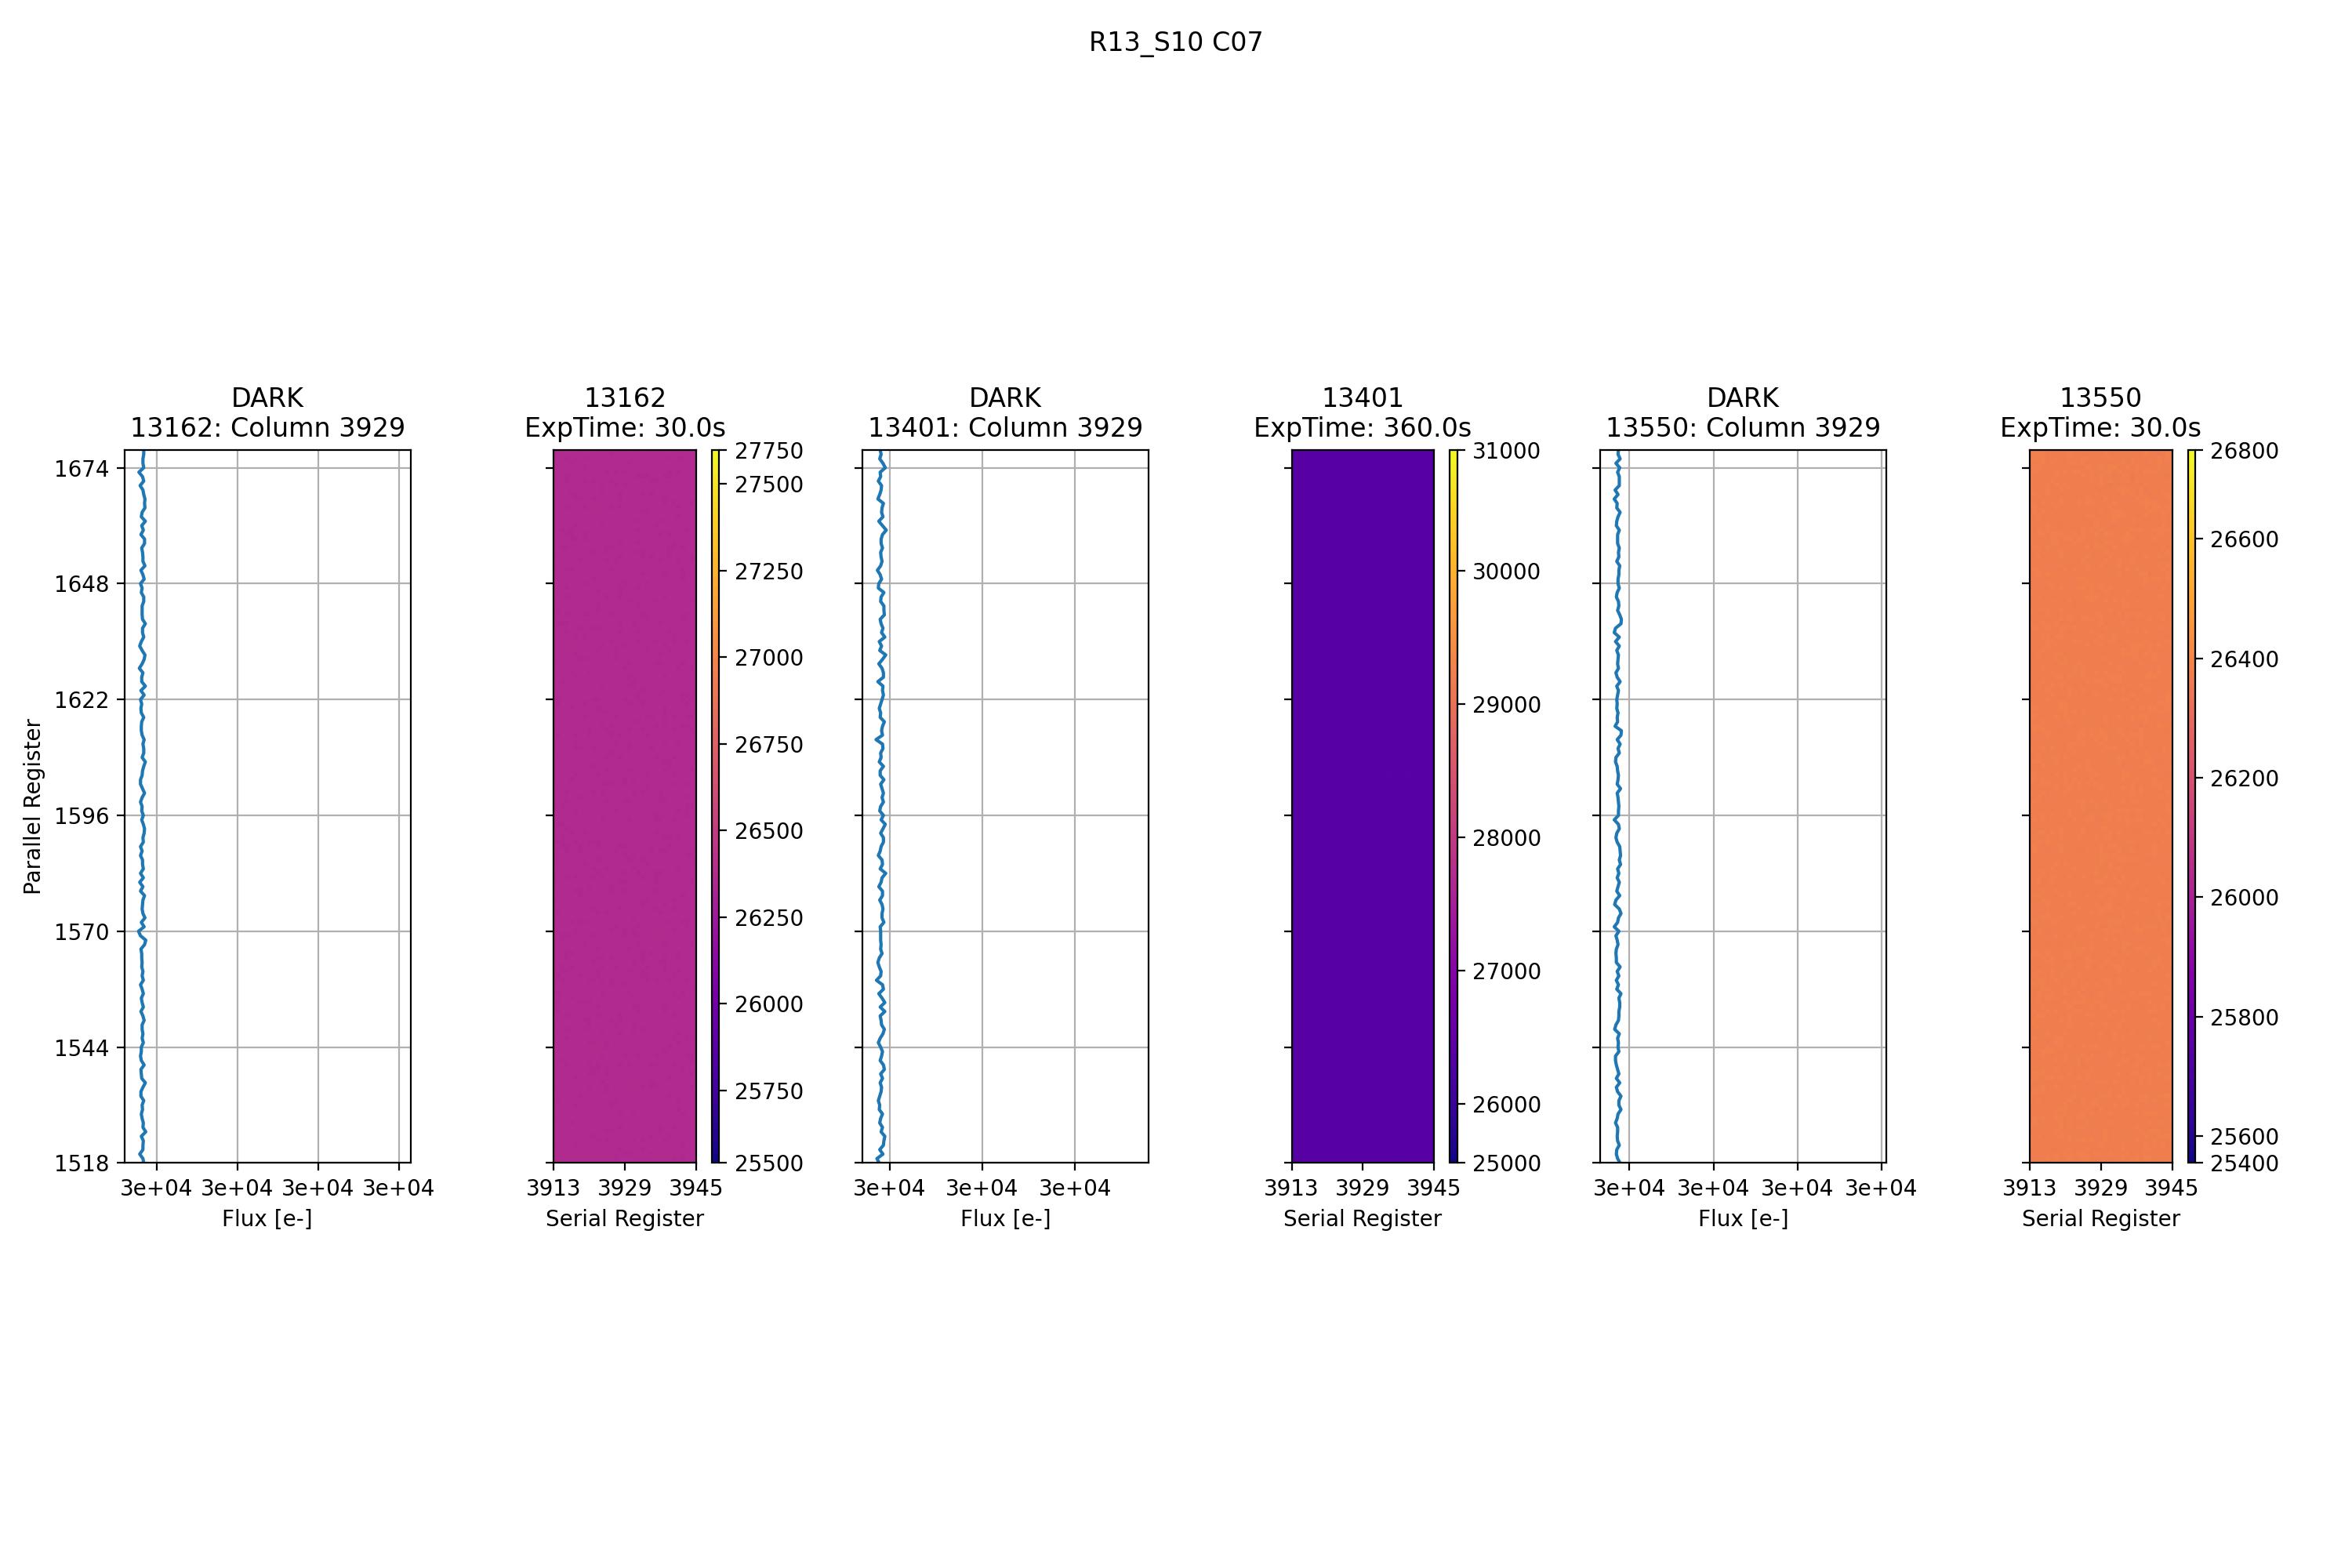 R13_S10 C07
DARK
13162: Column 3929
1674
1648
1622
1596
1570
1544
1518
Parallel Register
3e+04 3e+04 3e+04 3e+04
Flux [e-]
13162
ExpTime: 30.0s
27750
27500
27250
27000
26750
26500
26250
26000
25750
25500
3913 3929 3945
Serial Register
DARK
13401: Column 3929
3e+04 3e+04 3e+04
Flux [e-]
13401
ExpTime: 360.0s
31000
30000
29000
28000
27000
26000
25000
3913 3929 3945
Serial Register
DARK
13550: Column 3929
3e+04 3e+04 3e+04 3e+04
Flux [e-]
13550
ExpTime: 30.0s
26800
26600
26400
26200
26000
25800
25600
25400
3913 3929 3945
Serial Register